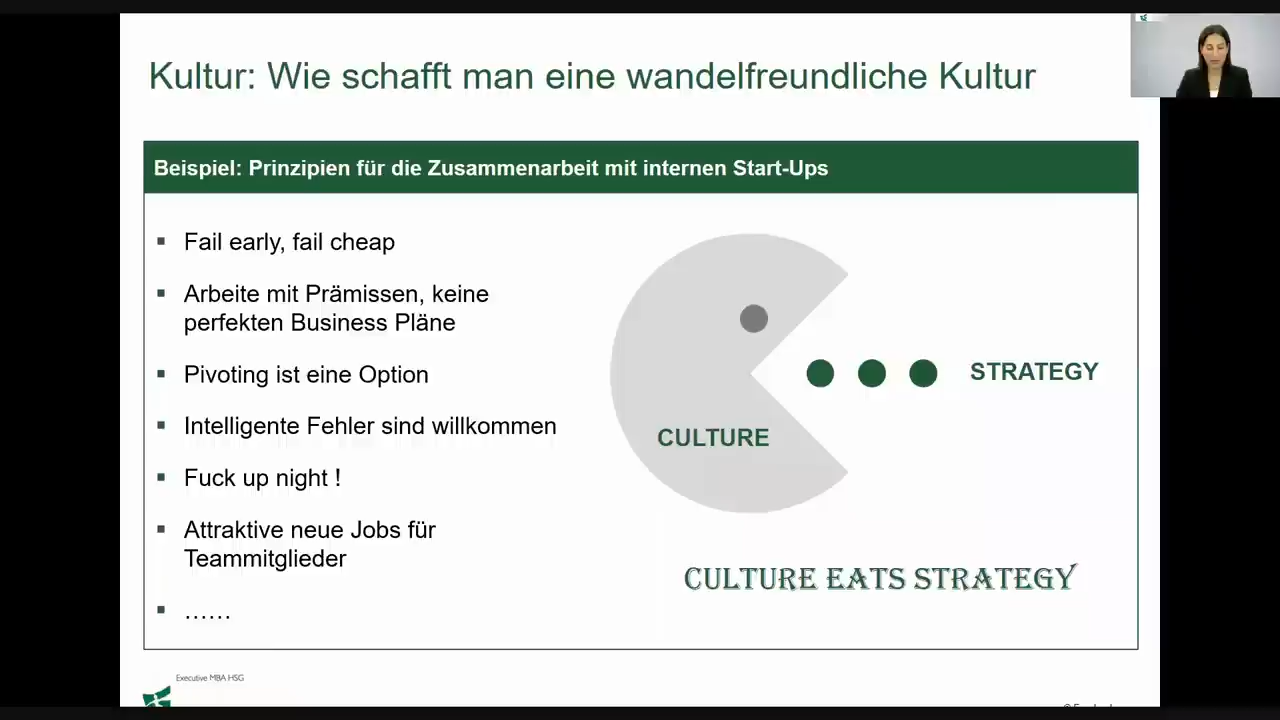 Kultur: Wie schafft man eine wandelfreundliche Kultur
Beispiel: Prinzipien für die Zusammenarbeit mit internen Start-Ups
Fail early, fail cheap
Arbeite mit Prämissen, keine
perfekten Business Pläne
Pivoting ist eine Option
Intelligente Fehler sind willkommen
Fuck up night !
Attraktive neue Jobs für
Teammitglieder
……
STRATEGY
CULTURE
CULTURE EATS STRATEGY
Executive MBA HSG